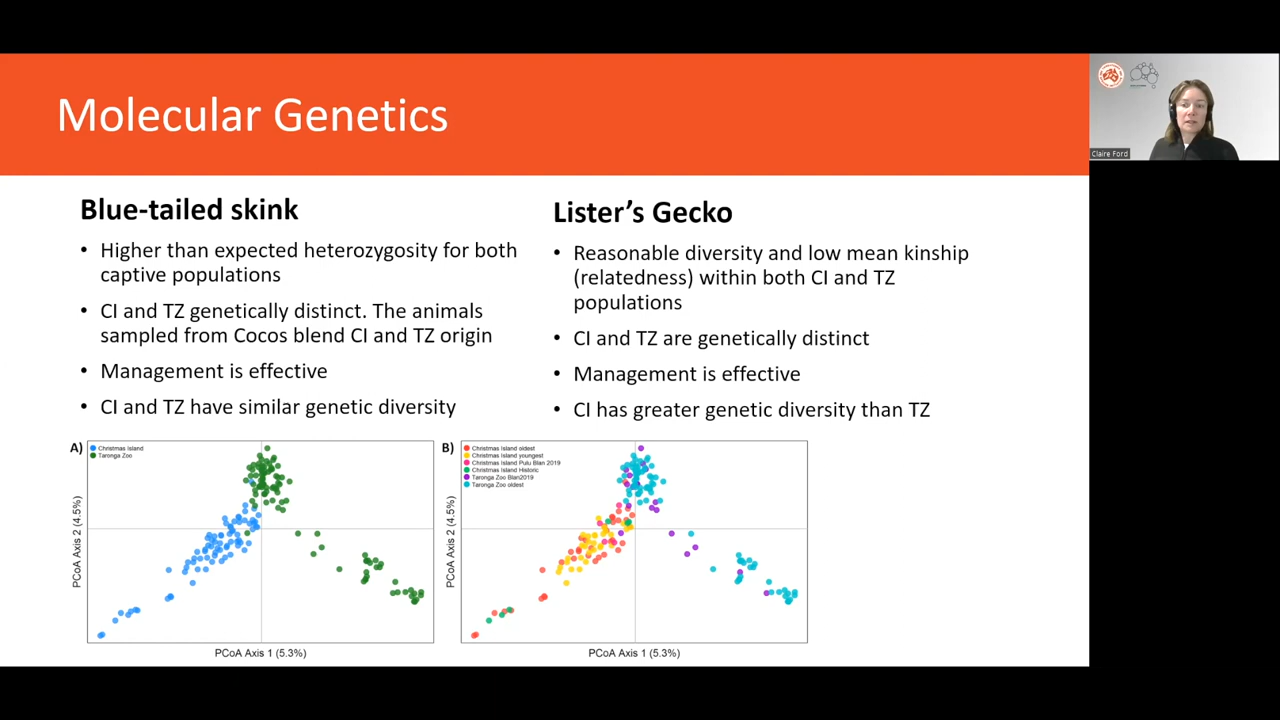 Molecular Genetics
Claire Ford
Blue-tailed skink
• Higher than expected heterozygosity for both
captive populations
• CI and TZ genetically distinct. The animals
sampled from Cocos blend CI and TZ origin
• Management is effective
• CI and TZ have similar genetic diversity
Lister’s Gecko
• Reasonable diversity and low mean kinship
(relatedness) within both CI and TZ
populations
• CI and TZ are genetically distinct
• Management is effective
• CI has greater genetic diversity than TZ
A)
Christmas Island
Taronga Zoo
PCoA Axis 2 (4.5%)
PCoA Axis 1 (5.3%)
B)
Christmas Island oldest
Christmas Island youngest
Christmas Island Pulu Blan 2019
Christmas Island Historic
Taronga Zoo Blan2019
Taronga Zoo oldest
PCoA Axis 2 (4.5%)
PCoA Axis 1 (5.3%)